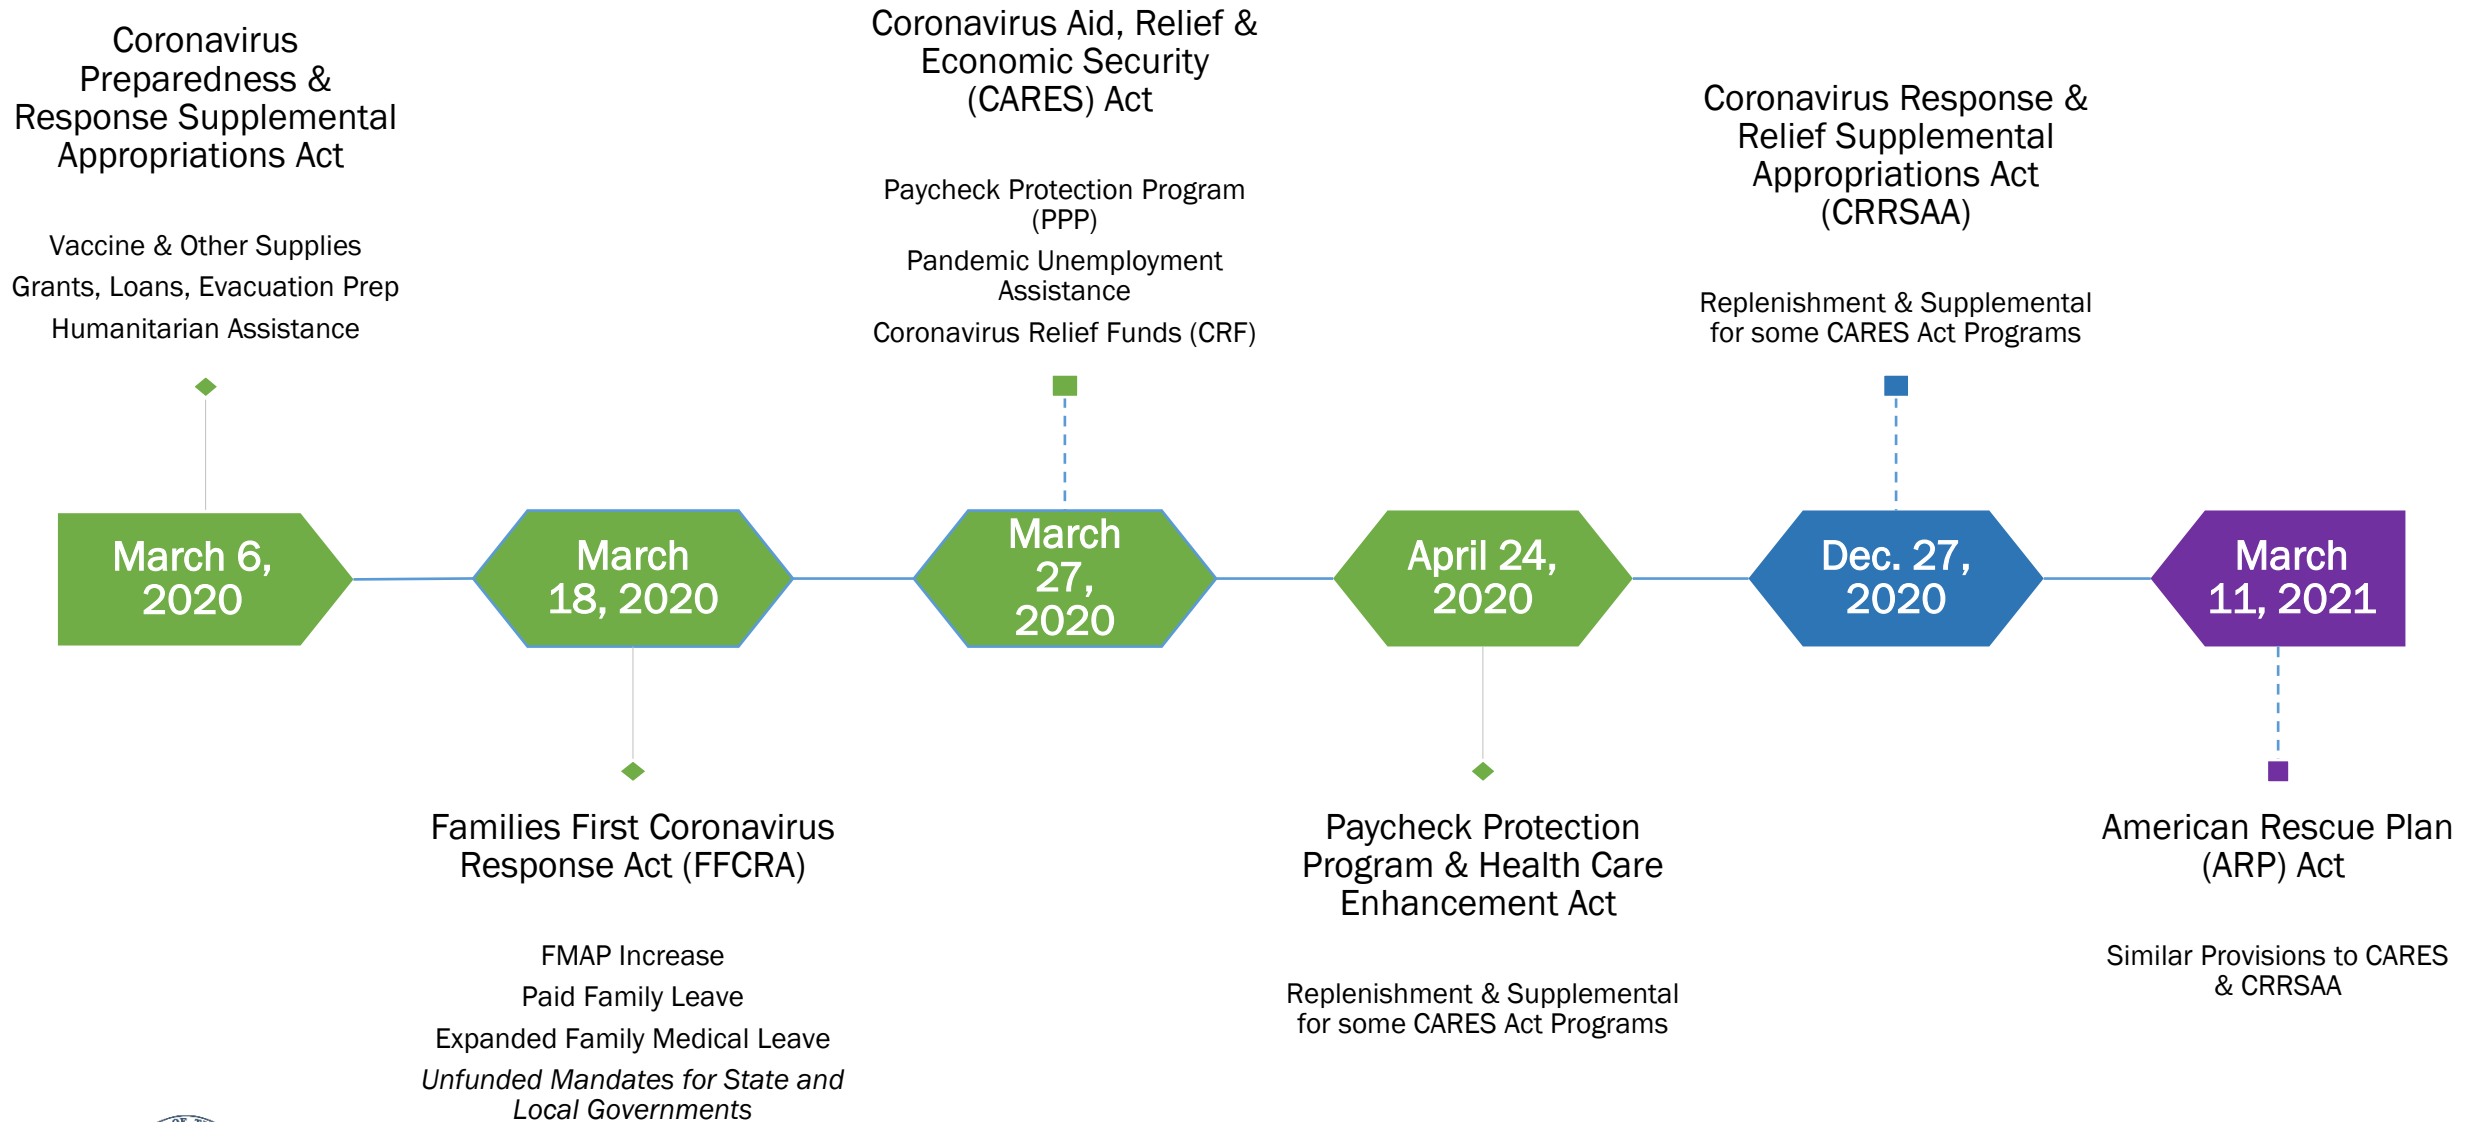 Coronavirus
Preparedness &
Response Supplemental
Appropriations Act
Vaccine & Other Supplies
Grants, Loans, Evacuation Prep
Humanitarian Assistance
March 6,
2020
March
18, 2020
Families First Coronavirus
Response Act (FFCRA)
FMAP Increase
Paid Family Leave
Expanded Family Medical Leave
Unfunded Mandates for State and
Local Governments
Coronavirus Aid, Relief &
Economic Security
(CARES) Act
Paycheck Protection Program
(PPP)
Pandemic Unemployment
Assistance
Coronavirus Relief Funds (CRF)
March
27,
2020
April 24,
2020
Paycheck Protection
Program & Health Care
Enhancement Act
Replenishment & Supplemental
for some CARES Act Programs
Coronavirus Response &
Relief Supplemental
Appropriations Act
(CRRSAA)
Replenishment & Supplemental
for some CARES Act Programs
Dec. 27,
2020
March
11, 2021
American Rescue Plan
(ARP) Act
Similar Provisions to CARES
& CRRSAA